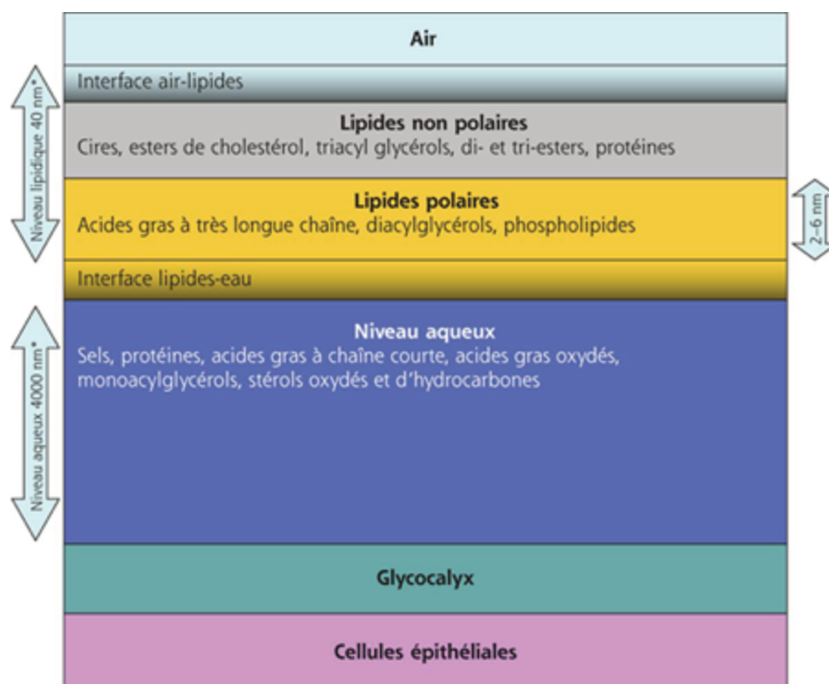 Air
Interface air-lipides
Lipides non polaires
Cires, esters de cholestérol, triacyl glycérols, di- et tri-esters, protéines
Lipides polaires
Acides gras à très longue chaîne, diacylglycérols, phospholipides
Interface lipides-eau
Niveau aqueux
Sels, protéines, acides gras à chaîne courte, acides gras oxydés,
monoacylglycérols, stérols oxydés et d'hydrocarbones
Glycocalyx
Cellules épithéliales
Niveau lipidique 40 nm*
Niveau aqueux 4000 nm*
2–6 nm